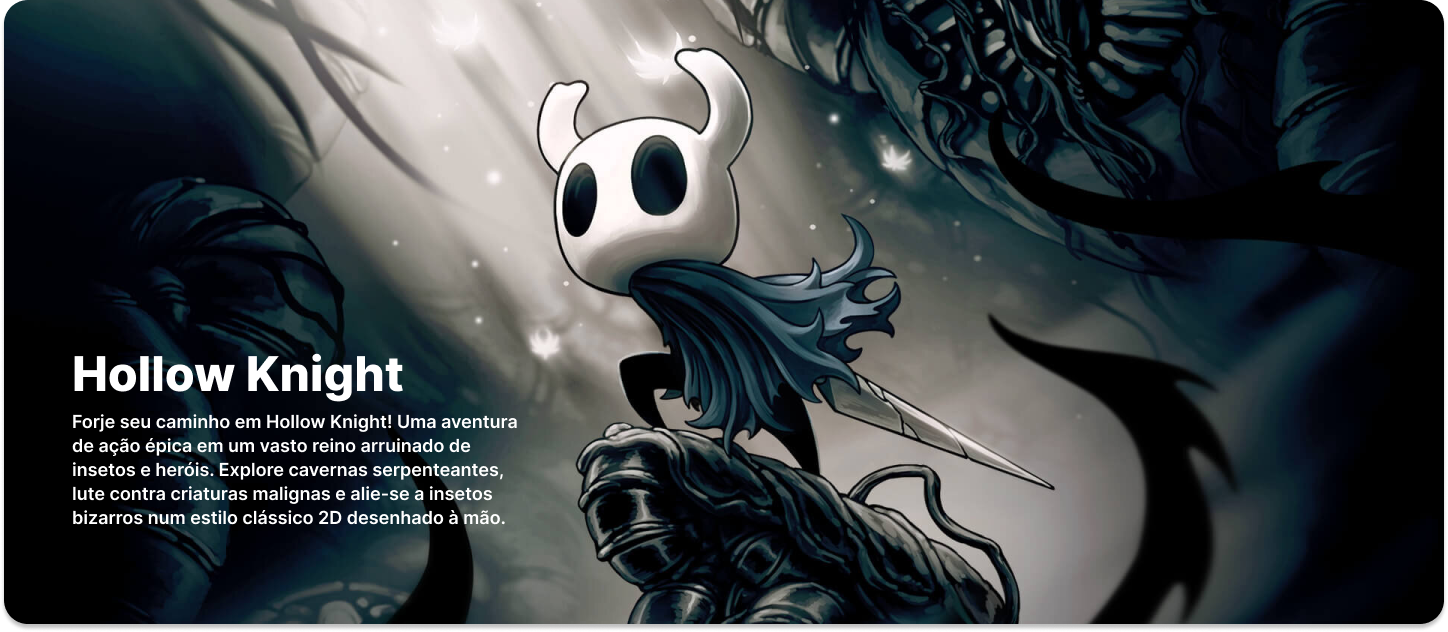 Hollow Knight
Forje seu caminho em Hollow Knight! Uma aventura
de ação épica em um vasto reino arruinado de
insetos e heróis. Explore cavernas serpenteantes,
lute contra criaturas malignas e alie-se a insetos
bizarros num estilo clássico 2D desenhado à mão.